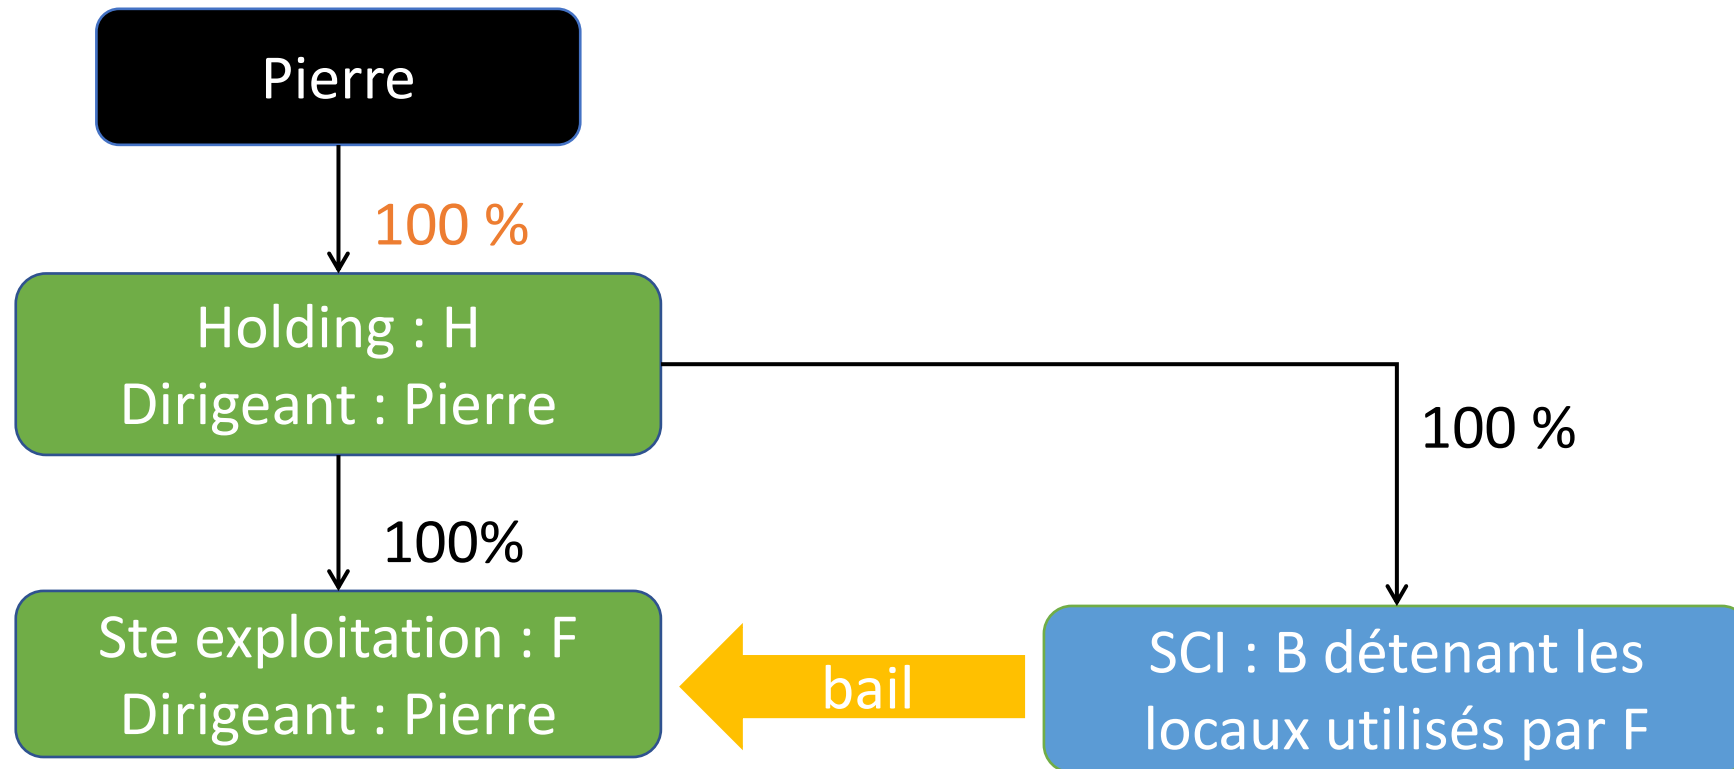 Pierre
100 %
Holding : H
Dirigeant : Pierre
100 %
100%
Ste exploitation : F
Dirigeant : Pierre
bail
SCI : B détenant les
locaux utilisés par F